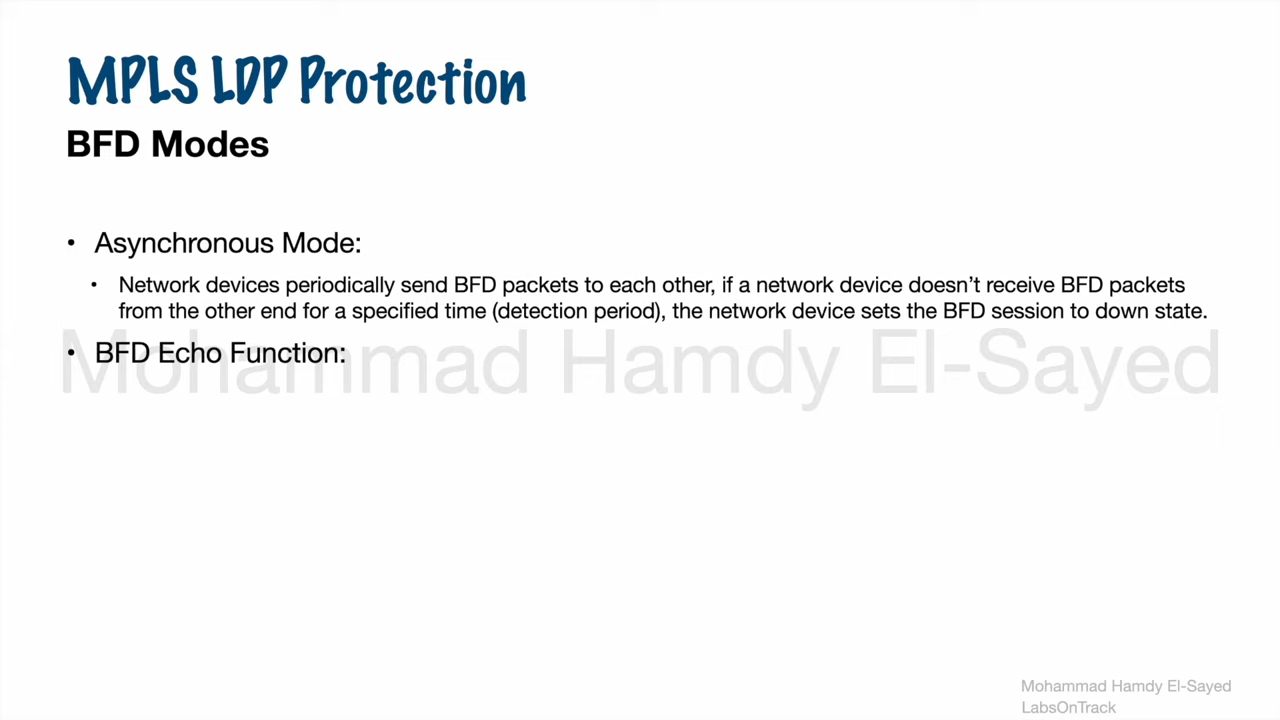 MPLS LDP Protection
BFD Modes
• Asynchronous Mode:
• Network devices periodically send BFD packets to each other, if a network device doesn't receive BFD packets
from the other end for a specified time (detection period), the network device sets the BFD session to down state.
• BFD Echo Function:
Mohammad Hamdy El-Sayed
Mohammad Hamdy El-Sayed
LabsOnTrack